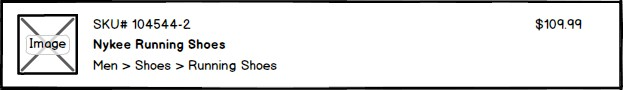 SKU# 104544-2
$109.99
Image
Nykee Running Shoes
Men > Shoes > Running Shoes